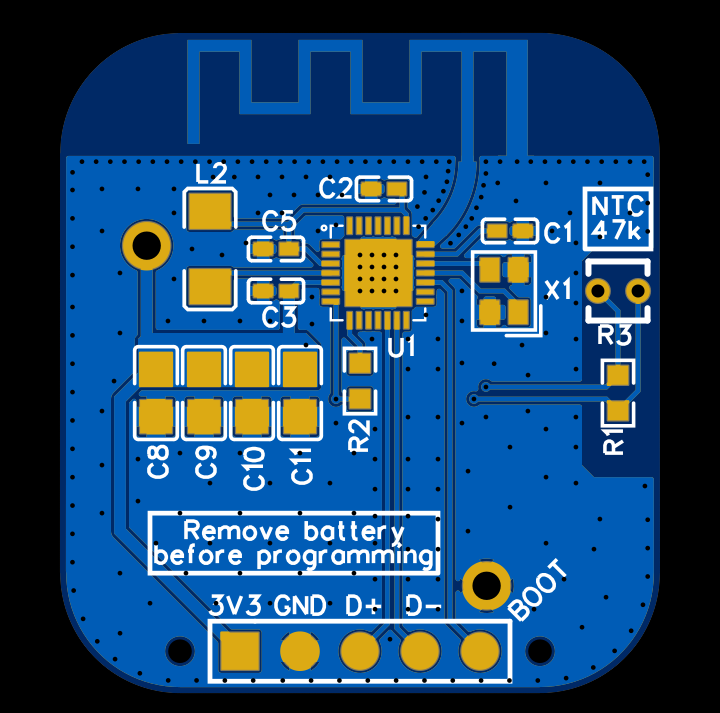 L2
C2
C5
NTC
47k
C1
X1
C3
R3
U1
R2
R1
C8
C9
C10
C11
Remove battery
before programming
BOOT
3V3 GND D+ D-